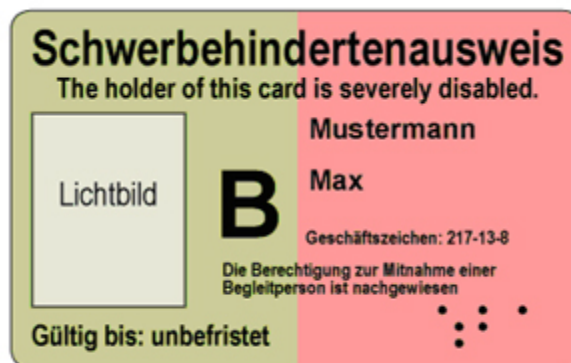 Schwerbehindertenausweis
The holder of this card is severely disabled.
Lichtbild
B
Mustermann
Max
Geschäftszeichen: 217-13-8
Die Berechtigung zur Mitnahme einer
Begleitperson ist nachgewiesen
Gültig bis: unbefristet